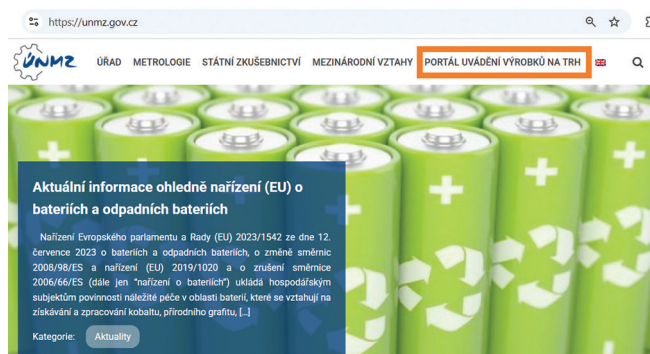 https://unmz.gov.cz
ÚNMZ
ÚŘAD METROLOGIE STÁTNÍ ZKUŠEBNICTVÍ MEZINÁRODNÍ VZTAHY PORTÁL UVÁDĚNÍ VÝROBKŮ NA TRH
Aktuální informace ohledně nařízení (EU) o
bateriích a odpadních bateriích
Nařízení Evropského parlamentu a Rady (EU) 2023/1542 ze dne 12.
července 2023 o bateriích a odpadních bateriích, o změně směrnic
2008/98/ES a nařízení (EU) 2019/1020 a o zrušení směrnice
2006/66/ES (dále jen "nařízení o bateriích") ukládá hospodářským
subjektům povinnosti náležité péče v oblasti baterií, které se vztahují na
získávání a zpracování kobaltu, přírodního grafitu, [...]
Kategorie: Aktuality